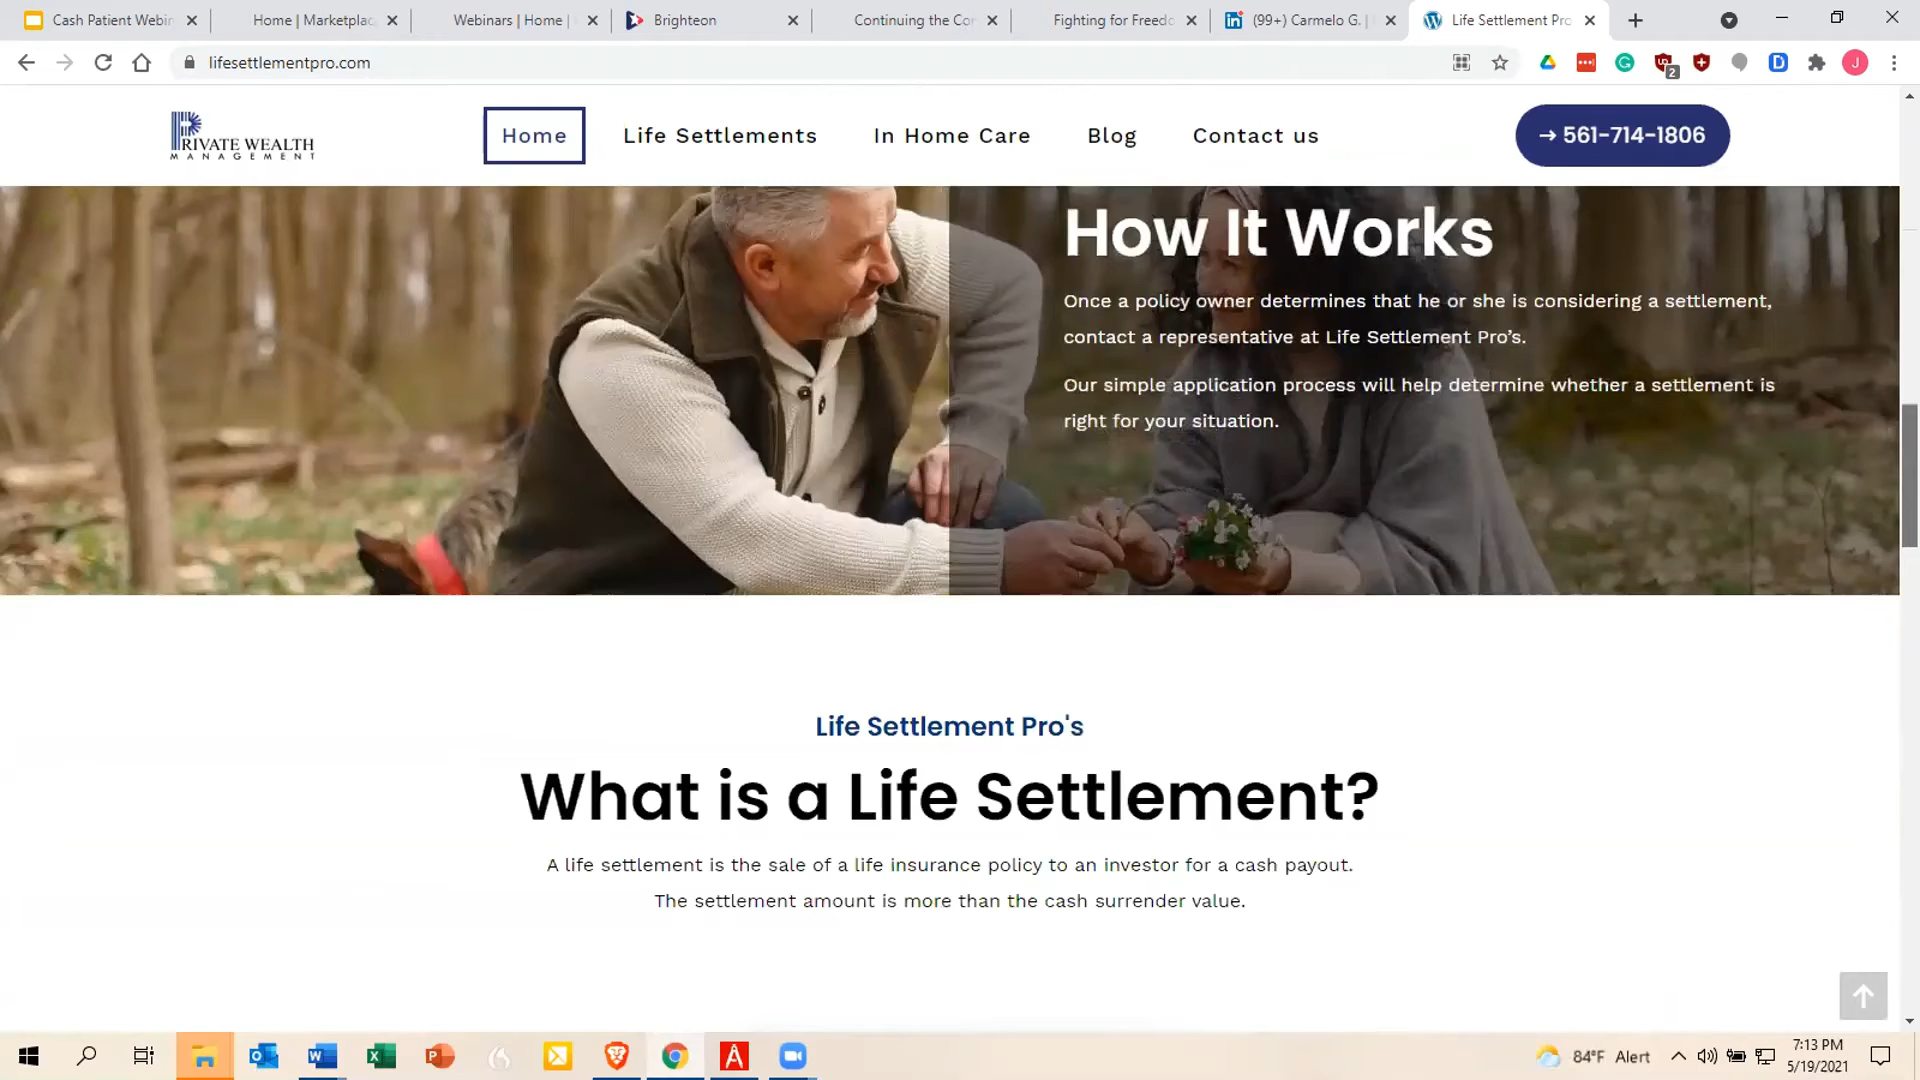 Cash Patient Webin
Home | Marketplac
Webinars | Home |
Brighteon
Continuing the Con
Fighting for Freedo
(99+) Carmelo G. |
Life Settlement Pro
lifesettlementpro.com
2
D
J
PRIVATE WEALTH
MANAGEMENT
Home
Life Settlements
In Home Care
Blog
Contact us
→ 561-714-1806
How It Works
Once a policy owner determines that he or she is considering a settlement,
contact a representative at Life Settlement Pro’s.
Our simple application process will help determine whether a settlement is
right for your situation.
Life Settlement Pro's
What is a Life Settlement?
A life settlement is the sale of a life insurance policy to an investor for a cash payout.
The settlement amount is more than the cash surrender value.
84°F Alert
7:13 PM
5/19/2021